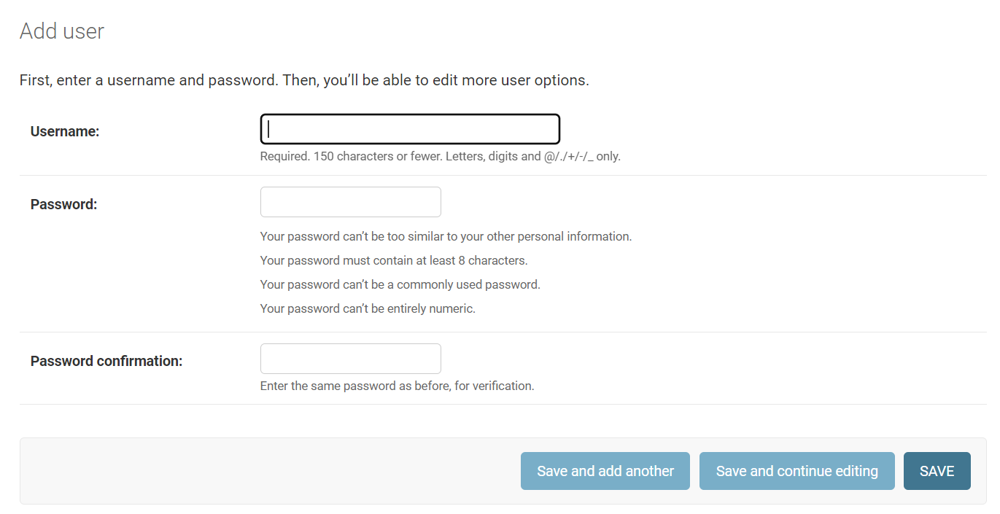 Add user
First, enter a username and password. Then, you’ll be able to edit more user options.
Username:
Required. 150 characters or fewer. Letters, digits and @/./+/-/_ only.
Password:
Your password can’t be too similar to your other personal information.
Your password must contain at least 8 characters.
Your password can’t be a commonly used password.
Your password can’t be entirely numeric.
Password confirmation:
Enter the same password as before, for verification.
Save and add another
Save and continue editing
SAVE